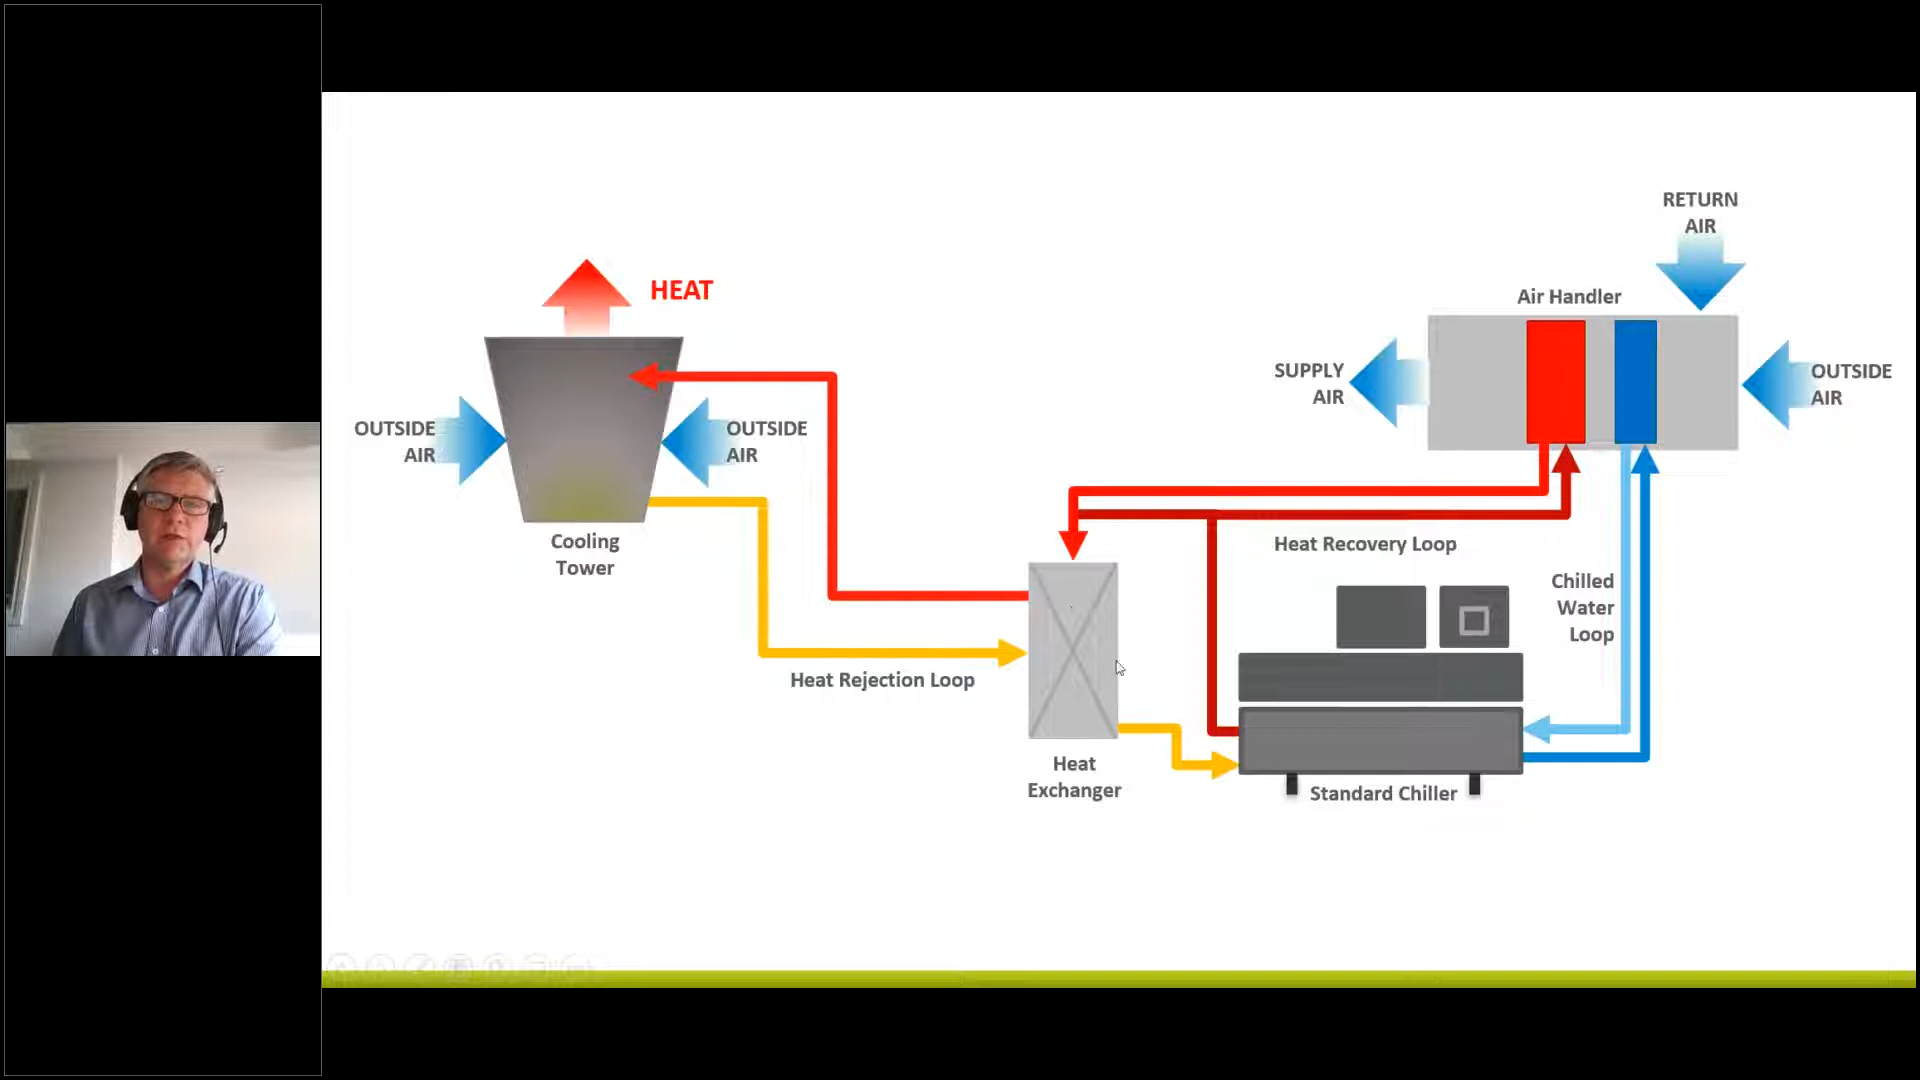 RETURN
AIR
HEAT
Air Handler
SUPPLY
AIR
OUTSIDE
AIR
OUTSIDE
AIR
OUTSIDE
AIR
Cooling
Tower
Heat Recovery Loop
Chilled
Water
Loop
Heat Rejection Loop
Heat
Exchanger
Standard Chiller